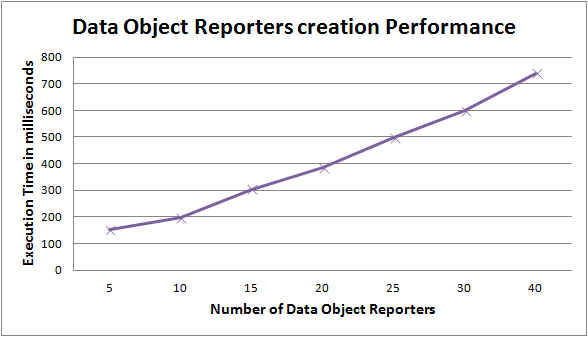 Data Object Reporters creation Performance
Execution Time in milliseconds
800
700
600
500
400
300
200
100
0
5 10 15 20 25 30 40
Number of Data Object Reporters